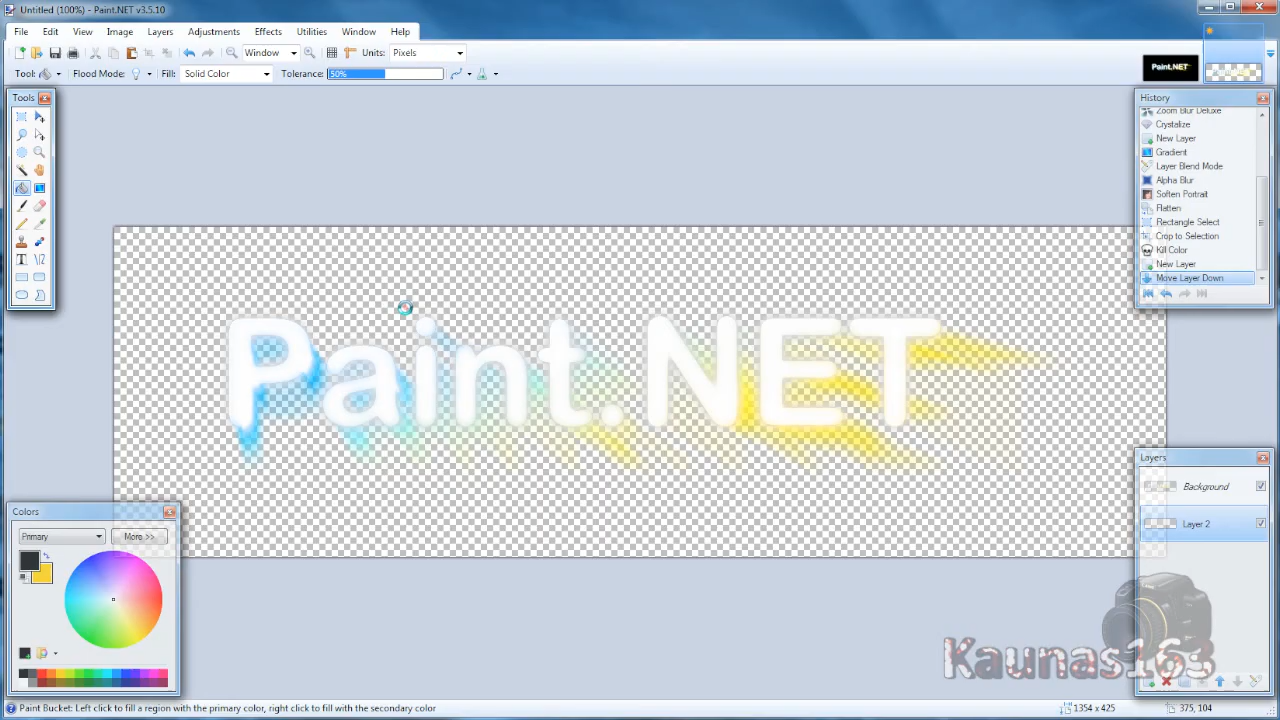 Untitled (100%) - Paint.NET v3.5.10
File Edit View Image Layers Adjustments Effects Utilities Window Help
Window Units: Pixels
Tool: Flood Mode: Fill: Solid Color Tolerance: 50%
Paint.NET
Tools
History
Zoom Blur Deluxe
Crystalize
New Layer
Gradient
Layer Blend Mode
Alpha Blur
Soften Portrait
Flatten
Rectangle Select
Crop to Selection
Kill Color
New Layer
Move Layer Down
Paint.NET
Layers
Background
Layer 2
Colors
Primary More >>
Kaunas163
Paint Bucket: Left click to fill a region with the primary color, right click to fill with the secondary color
1354 x 425
375, 104